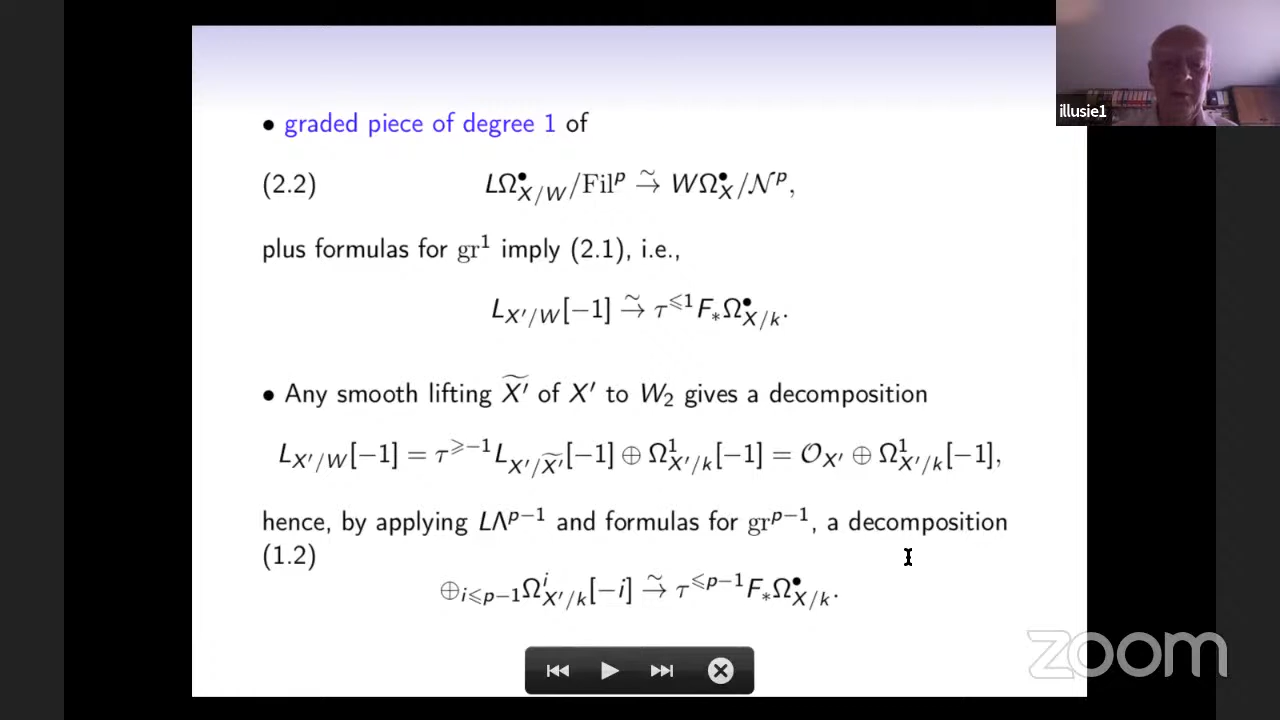 • graded piece of degree 1 of
(2.2) LΩ^•_{X/W}/Fil^p →~ WΩ^•_X/𝒩^p,
plus formulas for gr^1 imply (2.1), i.e.,
L_{X′/W}[−1] →~ τ^{⩽1}F_*Ω^•_{X/k}.
• Any smooth lifting X̃′ of X′ to W_2 gives a decomposition
L_{X′/W}[−1] = τ^{⩾−1}L_{X′/X̃′}[−1] ⊕ Ω^1_{X′/k}[−1] = 𝒪_{X′} ⊕ Ω^1_{X′/k}[−1],
hence, by applying LΛ^{p−1} and formulas for gr^{p−1}, a decomposition
(1.2)
⊕_{i⩽p−1}Ω^i_{X′/k}[−i] →~ τ^{⩽p−1}F_*Ω^•_{X/k}.
illusie1
zoom